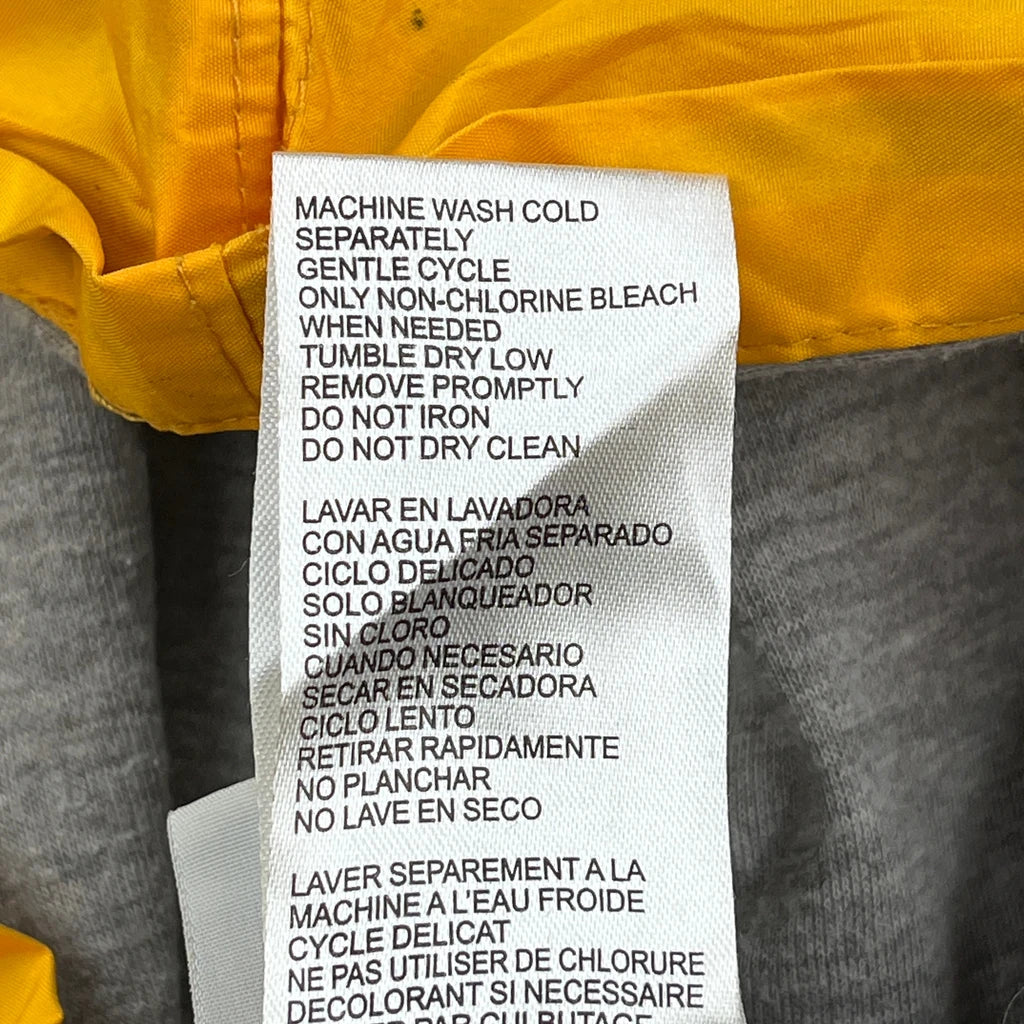 MACHINE WASH COLD
SEPARATELY
GENTLE CYCLE
ONLY NON-CHLORINE BLEACH
WHEN NEEDED
TUMBLE DRY LOW
REMOVE PROMPTLY
DO NOT IRON
DO NOT DRY CLEAN
LAVAR EN LAVADORA
CON AGUA FRIA SEPARADO
CICLO DELICADO
SOLO BLANQUEADOR
SIN CLORO
CUANDO NECESARIO
SECAR EN SECADORA
CICLO LENTO
RETIRAR RAPIDAMENTE
NO PLANCHAR
NO LAVE EN SECO
LAVER SEPAREMENT A LA
MACHINE A L'EAU FROIDE
CYCLE DELICAT
NE PAS UTILISER DE CHLORURE
DECOLORANT SI NECESSAIRE
PAR CULBUTAGE